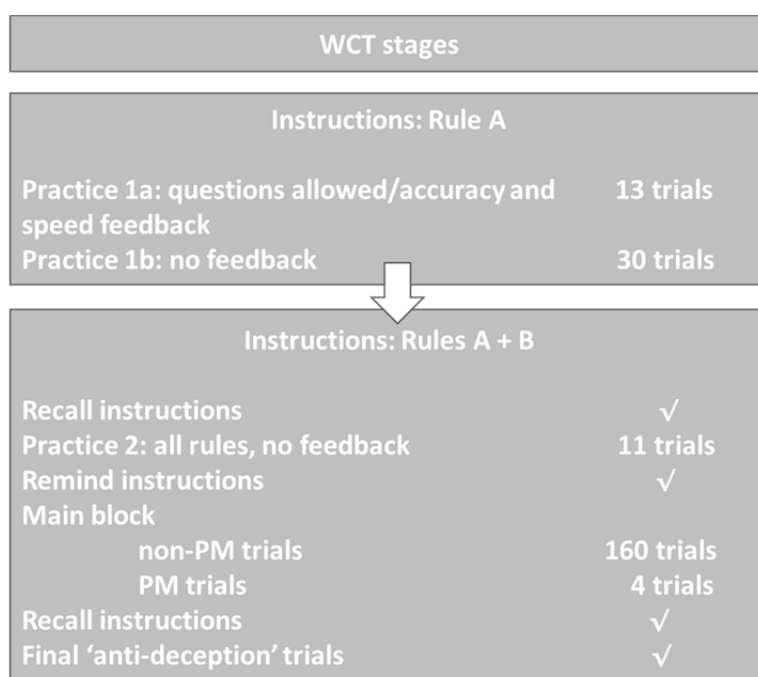 WCT stages
Instructions: Rule A
Practice 1a: questions allowed/accuracy and 13 trials
speed feedback
Practice 1b: no feedback 30 trials
Instructions: Rules A + B
Recall instructions √
Practice 2: all rules, no feedback 11 trials
Remind instructions √
Main block
non-PM trials 160 trials
PM trials 4 trials
Recall instructions √
Final ‘anti-deception’ trials √